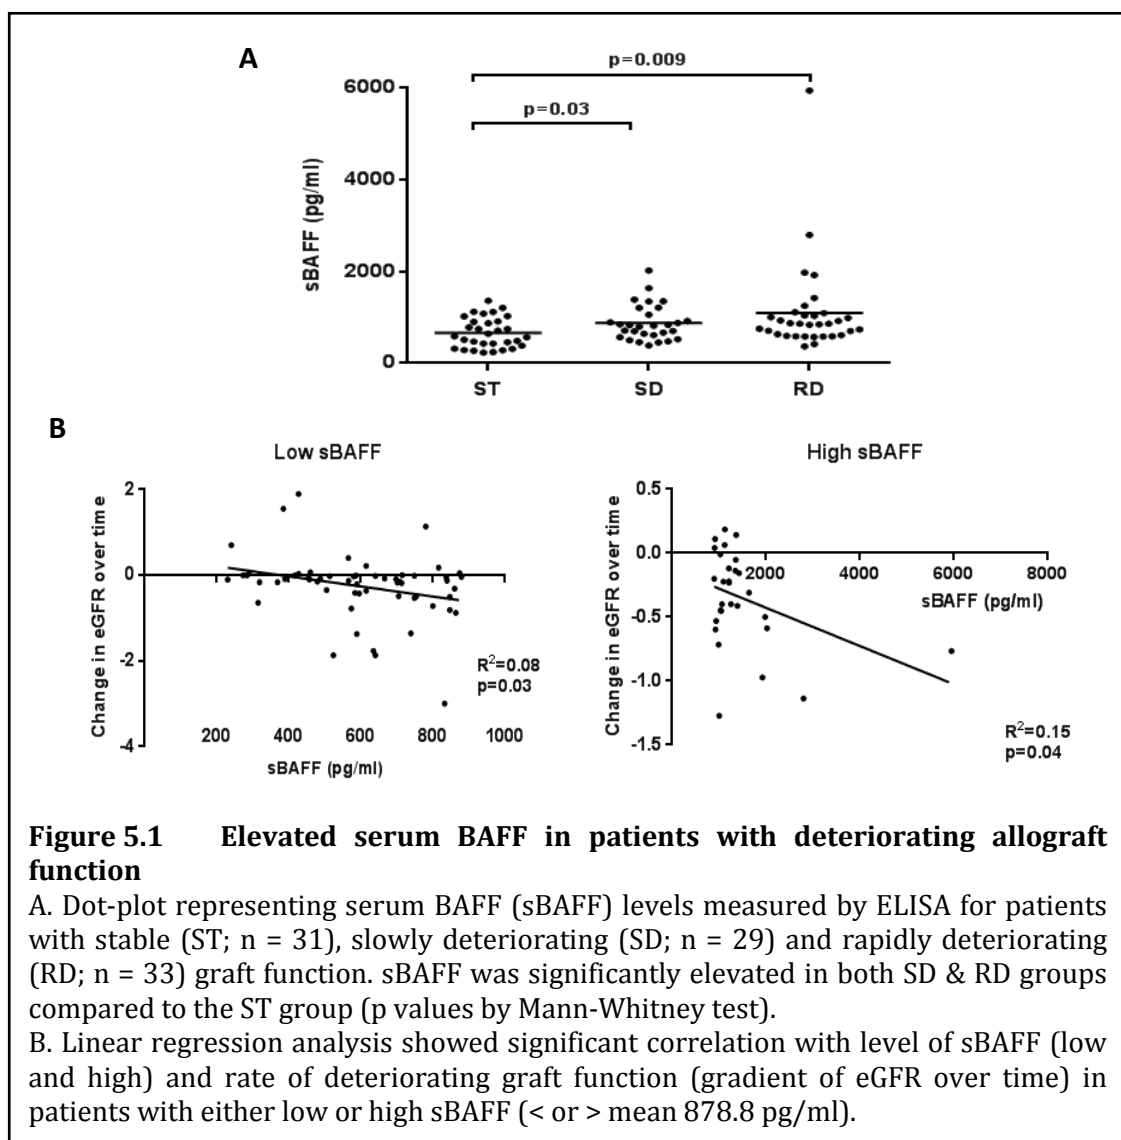 A
p=0.009
p=0.03
6000
4000
2000
0
sBAFF (pg/ml)
ST SD RD
B
Low sBAFF
2
0
-2
-4
Change in eGFR over time
200 400 600 800 1000
sBAFF (pg/ml)
R²=0.08
p=0.03
High sBAFF
0.5
0.0
-0.5
-1.0
-1.5
Change in eGFR over time
2000 4000 6000 8000
sBAFF (pg/ml)
R²=0.15
p=0.04
Figure 5.1 Elevated serum BAFF in patients with deteriorating allograft
function
A. Dot-plot representing serum BAFF (sBAFF) levels measured by ELISA for patients
with stable (ST; n = 31), slowly deteriorating (SD; n = 29) and rapidly deteriorating
(RD; n = 33) graft function. sBAFF was significantly elevated in both SD & RD groups
compared to the ST group (p values by Mann-Whitney test).
B. Linear regression analysis showed significant correlation with level of sBAFF (low
and high) and rate of deteriorating graft function (gradient of eGFR over time) in
patients with either low or high sBAFF (< or > mean 878.8 pg/ml).